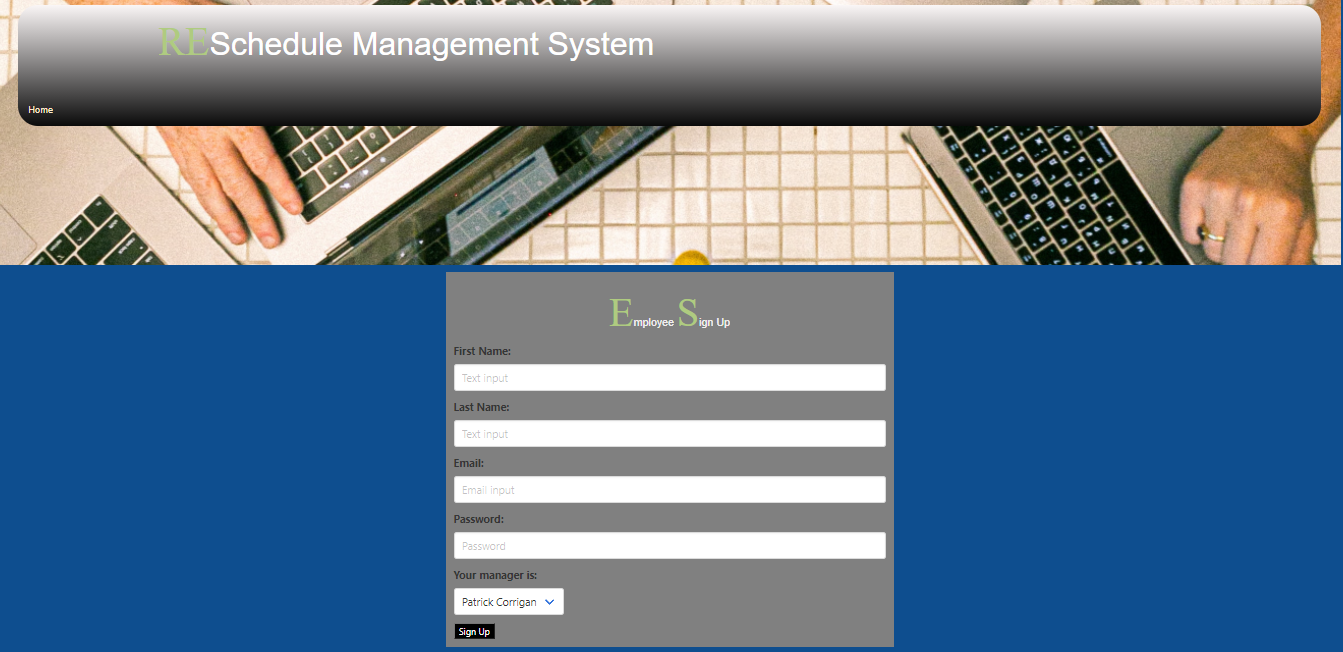 RESchedule Management System
Home
Employee Sign Up
First Name:
Text input
Last Name:
Text input
Email:
Email input
Password:
Password
Your manager is:
Patrick Corrigan
Sign Up